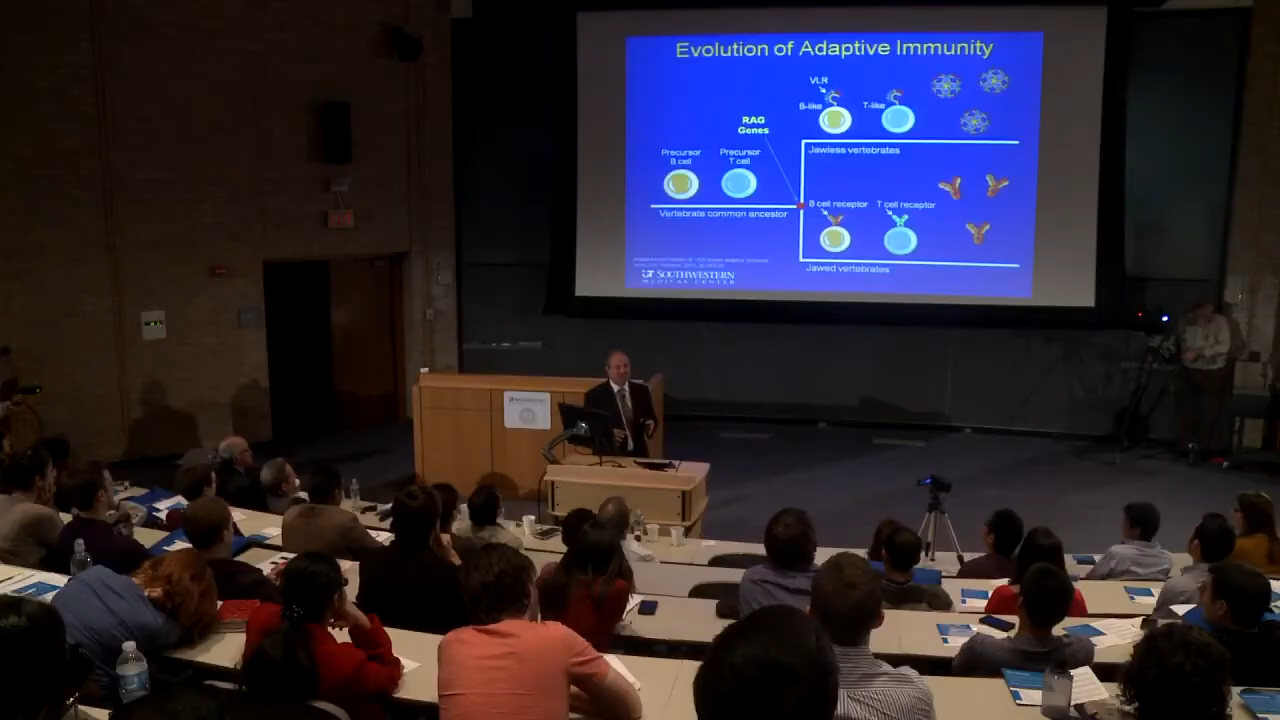 Evolution of Adaptive Immunity
VLR
B-like
T-like
RAG
Genes
Jawless vertebrates
Precursor
B cell
Precursor
T cell
B cell receptor
T cell receptor
Vertebrate common ancestor
Jawed vertebrates
UT SOUTHWESTERN
MEDICAL CENTER